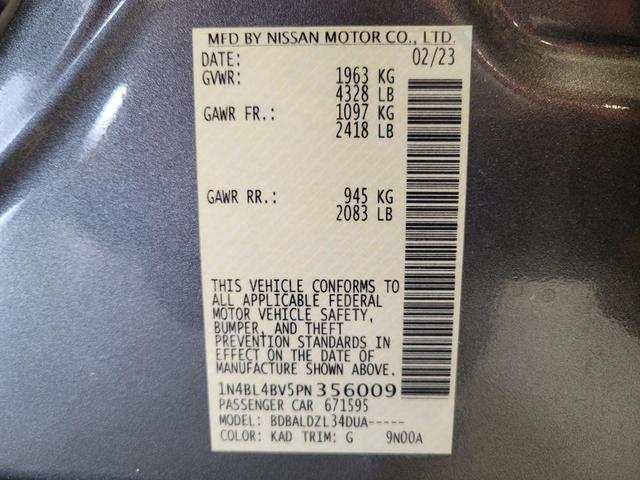 MFD BY NISSAN MOTOR CO., LTD.
DATE: 02/23
GVWR: 1963 KG
4328 LB
GAWR FR.: 1097 KG
2418 LB
GAWR RR.: 945 KG
2083 LB
THIS VEHICLE CONFORMS TO
ALL APPLICABLE FEDERAL
MOTOR VEHICLE SAFETY,
BUMPER, AND THEFT
PREVENTION STANDARDS IN
EFFECT ON THE DATE OF
MANUFACTURE SHOWN ABOVE.
1N4BL4BV5PN356009
PASSENGER CAR 671595
MODEL: BDBALDZL34DUA-----
COLOR: KAD TRIM: G 9N00A